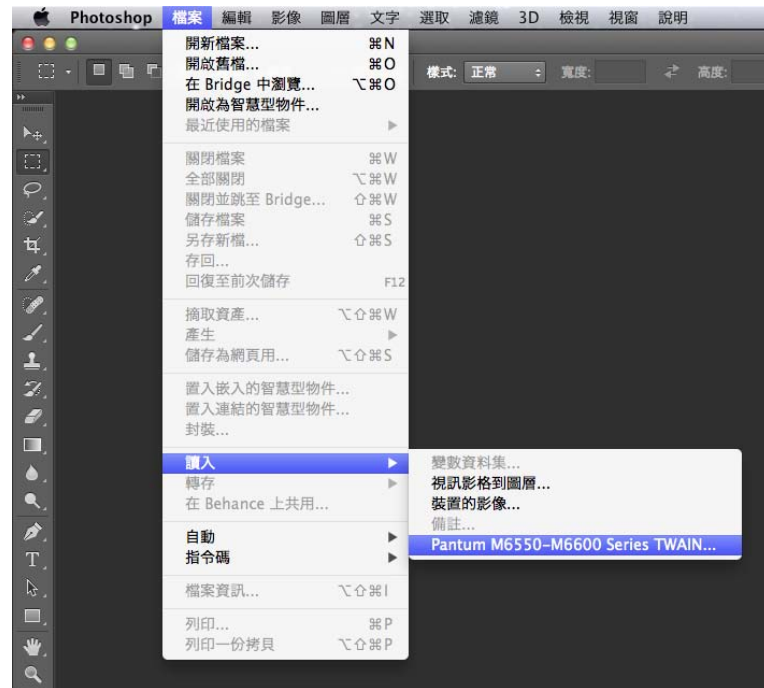 Photoshop 檔案 編輯 影像 圖層 文字 選取 濾鏡 3D 檢視 視窗 說明
樣式: 正常 寬度: 高度:
開新檔案... ⌘N
開啟舊檔... ⌘O
在 Bridge 中瀏覽... ⌥⌘O
開啟為智慧型物件...
最近使用的檔案
關閉檔案 ⌘W
全部關閉 ⌥⌘W
關閉並跳至 Bridge... ⇧⌘W
儲存檔案 ⌘S
另存新檔... ⇧⌘S
存回...
回復至前次儲存 F12
摘取資產... ⌥⇧⌘W
產生
儲存為網頁用... ⌥⇧⌘S
置入嵌入的智慧型物件...
置入連結的智慧型物件...
封裝...
讀入
轉存
在 Behance 上共用...
自動
指令碼
檔案資訊... ⌥⇧⌘I
列印... ⌘P
列印一份拷貝 ⌥⇧⌘P
變數資料集...
視訊影格到圖層...
裝置的影像...
備註...
Pantum M6550-M6600 Series TWAIN...